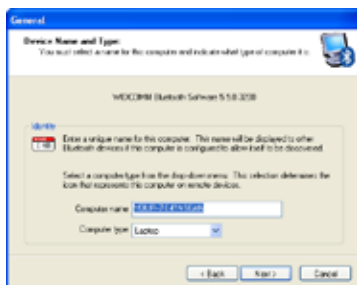 General
Device Name and Type:
You must select a name for this computer and indicate what type of computer it is.
WIDCOMM Bluetooth Software
Identity
Enter a unique name for this computer. This name will be displayed to other
Bluetooth devices if this computer is configured to allow itself to be discovered.
Select a computer type from the drop-down menu. This selection determines the
icon that represents this computer on remote devices.
Computer name:
Computer type: Laptop
< Back Next > Cancel